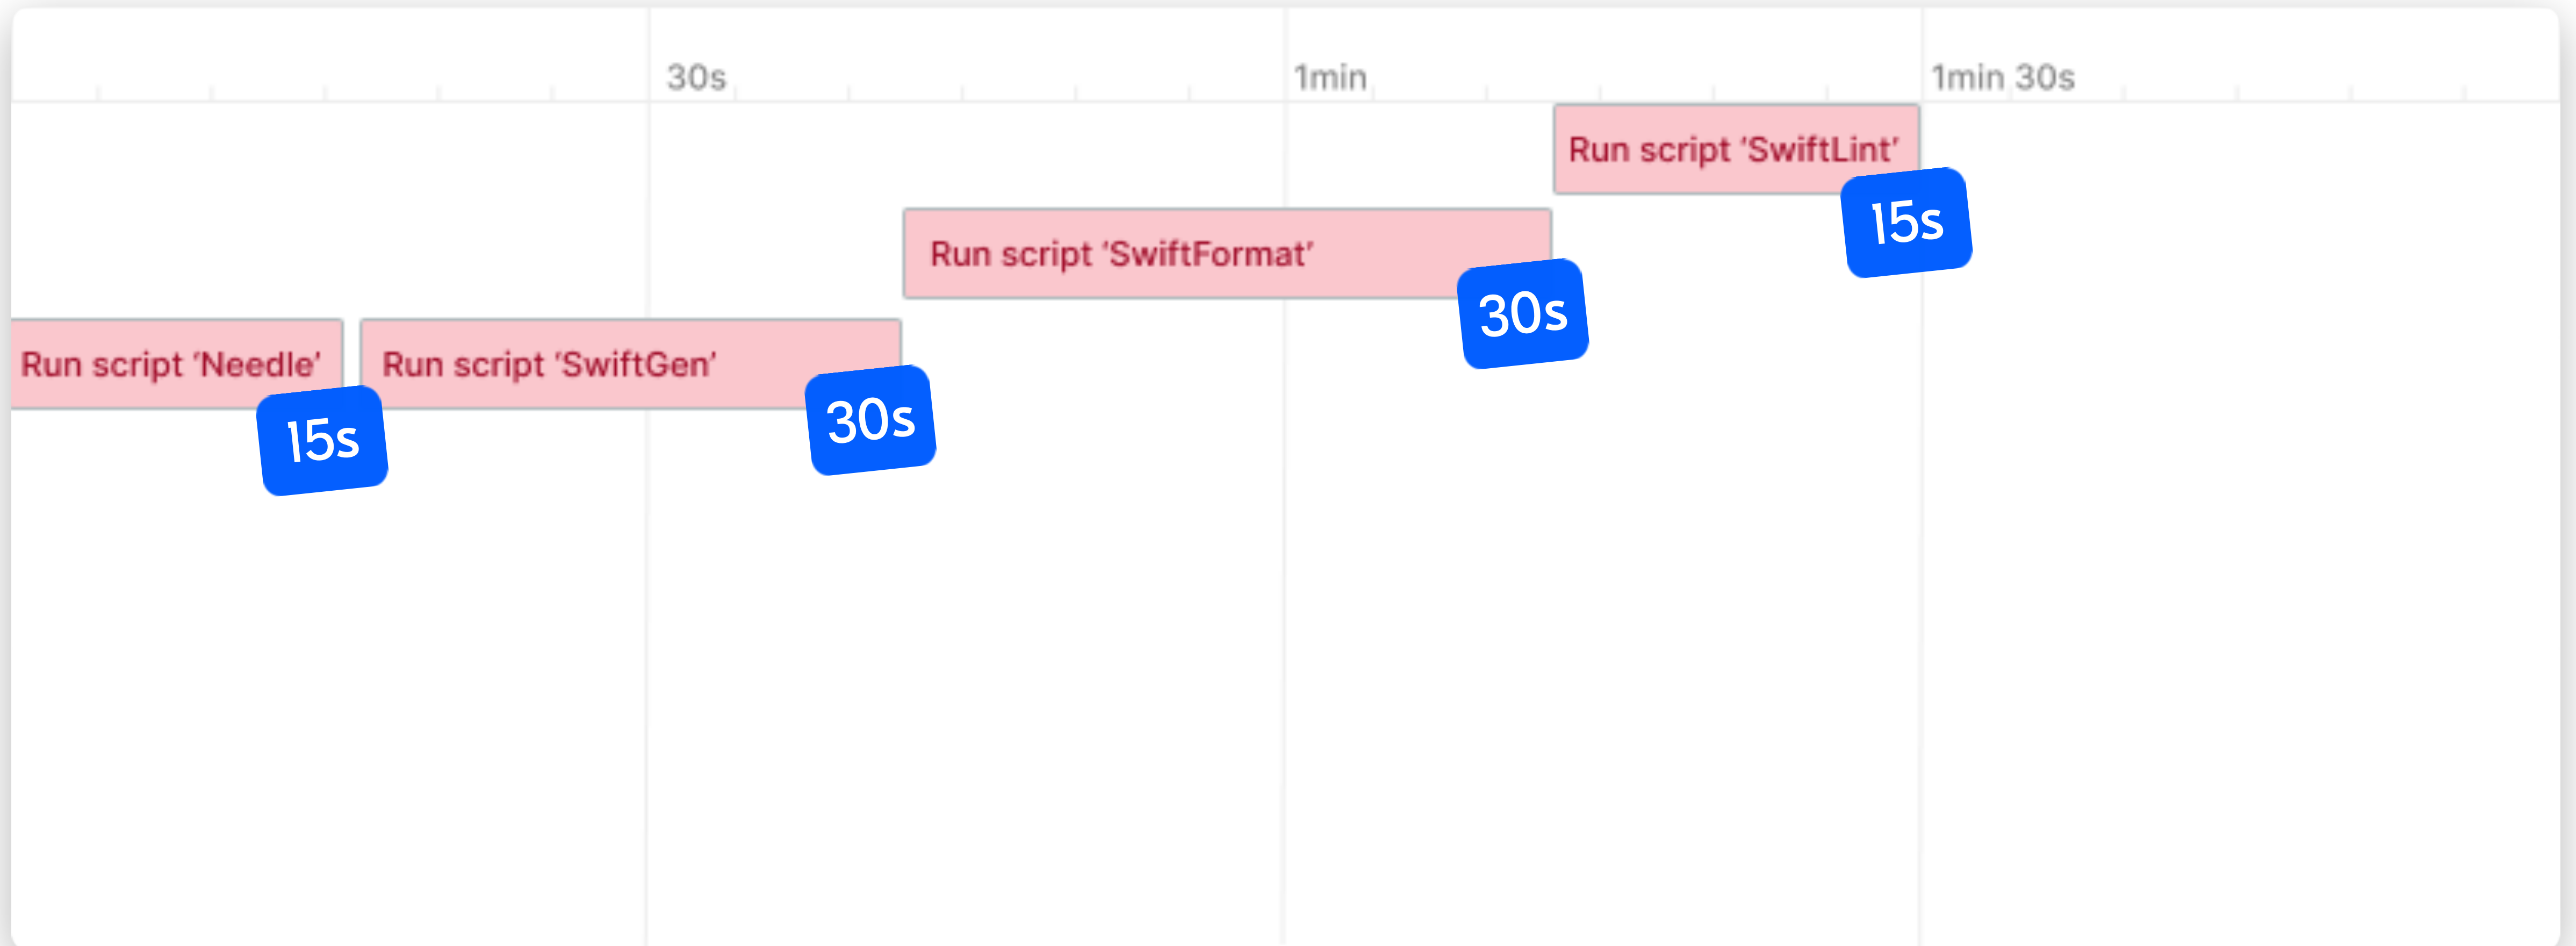 30s
1min
1min 30s
Run script ‘SwiftLint’
15s
Run script ‘SwiftFormat’
30s
Run script ‘Needle’
15s
Run script ‘SwiftGen’
30s